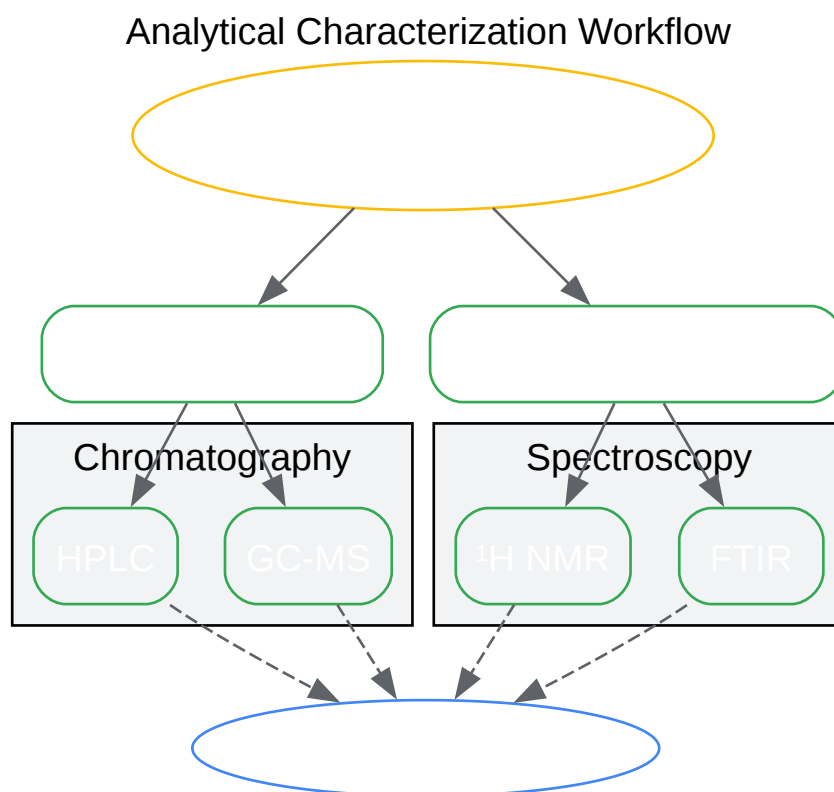 Analytical Characterization Workflow
Chromatography
Spectroscopy
HPLC
GC-MS
¹H NMR
FTIR